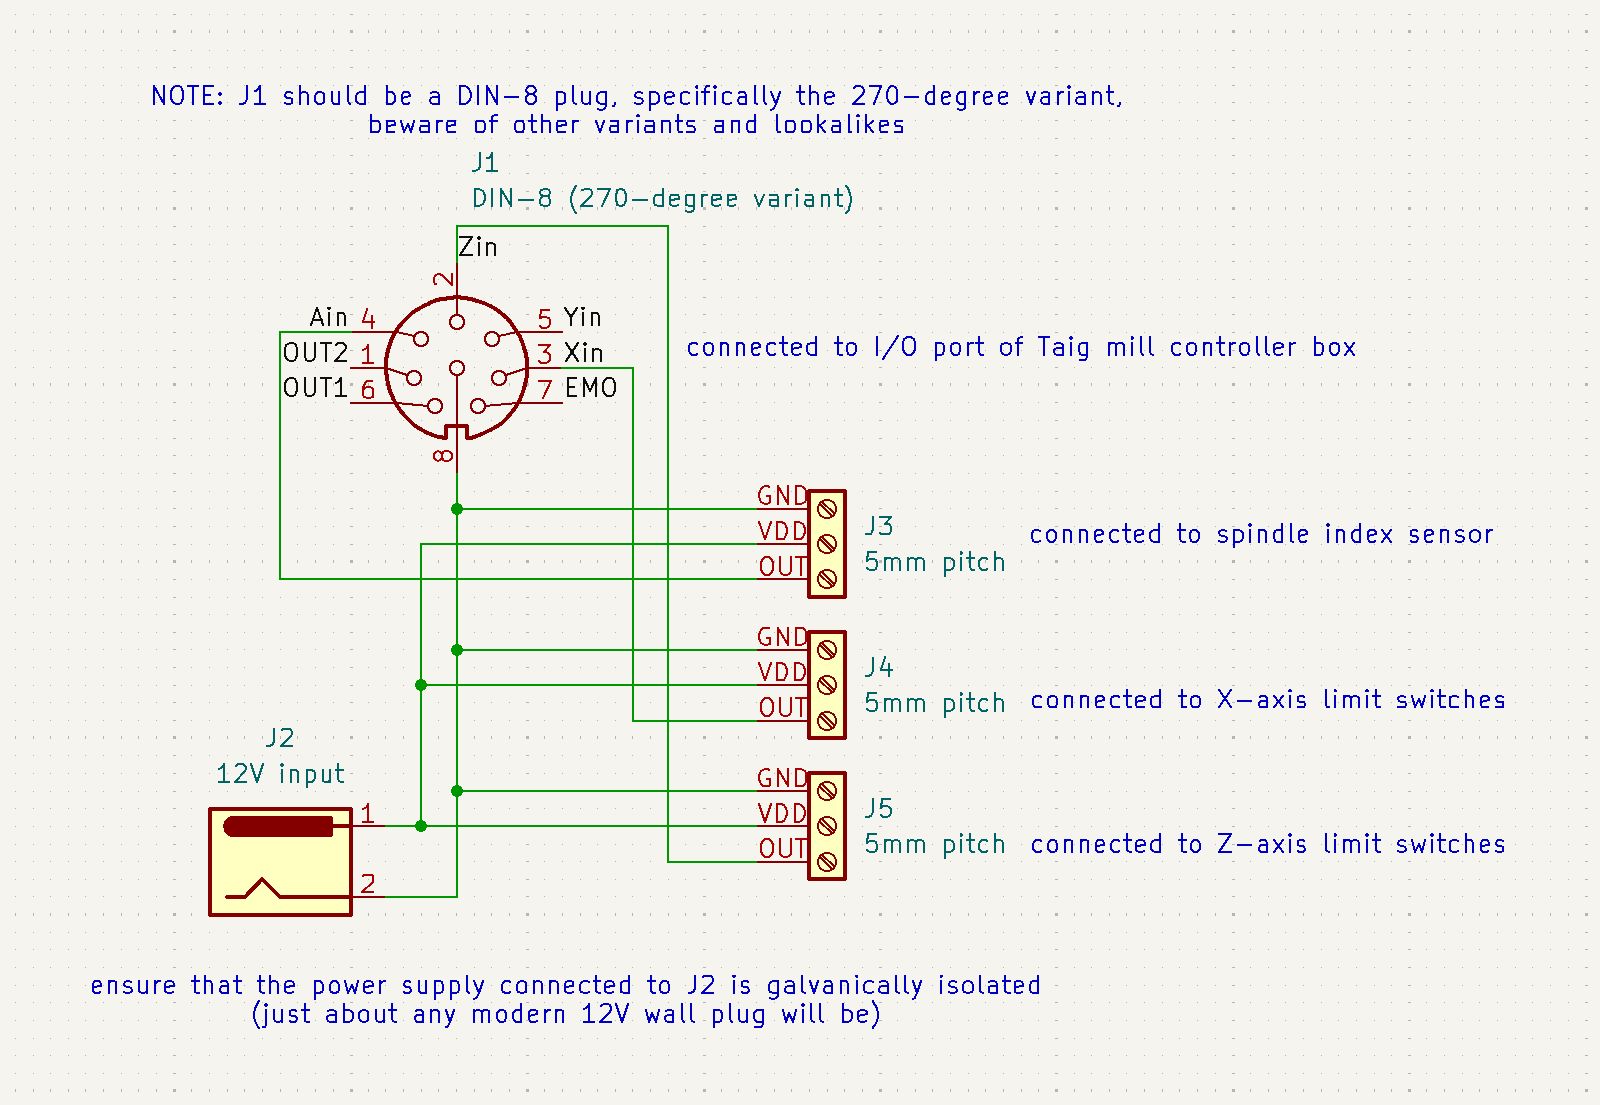 NOTE: J1 should be a DIN-8 plug, specifically the 270-degree variant,
beware of other variants and lookalikes
J1
DIN-8 (270-degree variant)
Zin
2
Ain 4
5 Yin
OUT2 1
3 Xin
OUT1 6
7 EMO
8
connected to I/O port of Taig mill controller box
GND
VDD
OUT
J3
5mm pitch
connected to spindle index sensor
GND
VDD
OUT
J4
5mm pitch
connected to X-axis limit switches
J2
12V input
1
2
GND
VDD
OUT
J5
5mm pitch
connected to Z-axis limit switches
ensure that the power supply connected to J2 is galvanically isolated
(just about any modern 12V wall plug will be)